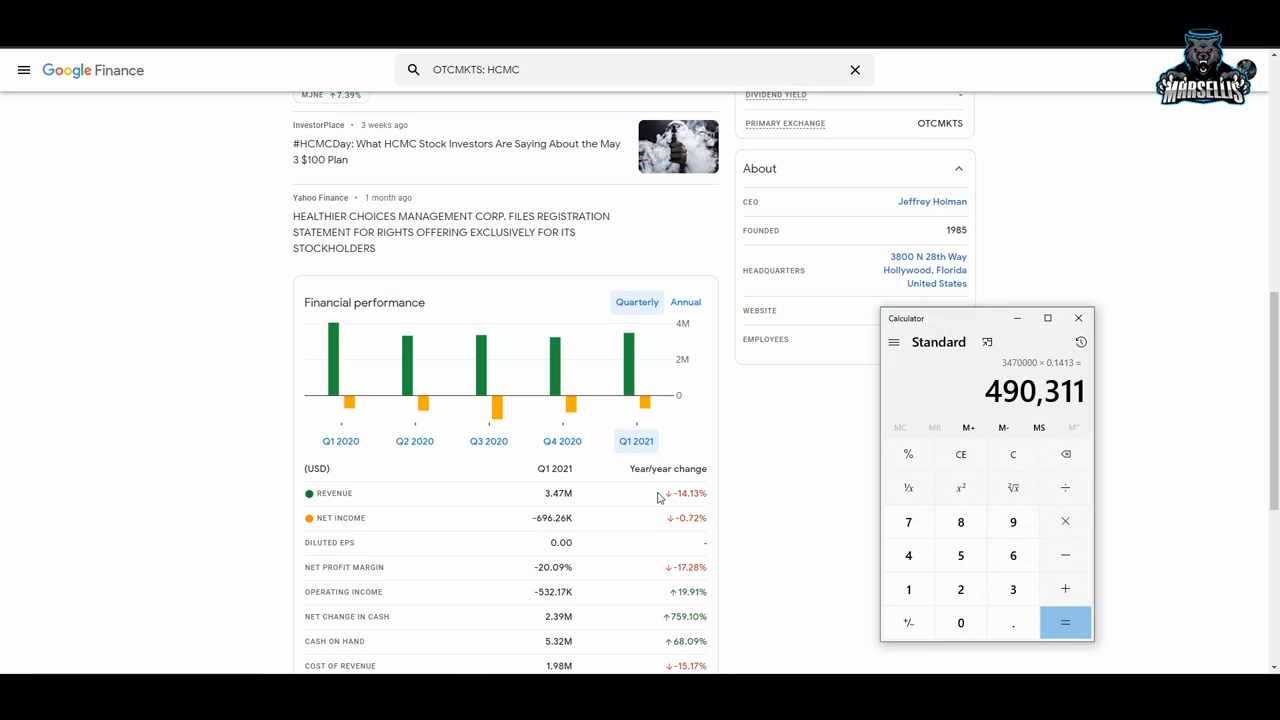 MARSELLIS
Google Finance
OTCMKTS: HCMC
MJNE ↑7.39%
InvestorPlace • 3 weeks ago
#HCMCDay: What HCMC Stock Investors Are Saying About the May
3 $100 Plan
Yahoo Finance • 1 month ago
HEALTHIER CHOICES MANAGEMENT CORP. FILES REGISTRATION
STATEMENT FOR RIGHTS OFFERING EXCLUSIVELY FOR ITS
STOCKHOLDERS
DIVIDEND YIELD -
PRIMARY EXCHANGE OTCMKTS
About
CEO Jeffrey Holman
FOUNDED 1985
HEADQUARTERS 3800 N 28th Way
Hollywood, Florida
United States
WEBSITE
EMPLOYEES
Financial performance Quarterly Annual
4M
2M
0
Q1 2020 Q2 2020 Q3 2020 Q4 2020 Q1 2021
(USD) Q1 2021 Year/year change
REVENUE 3.47M ↓-14.13%
NET INCOME -696.26K ↓-0.72%
DILUTED EPS 0.00 -
NET PROFIT MARGIN -20.09% ↓-17.28%
OPERATING INCOME -532.17K ↑19.91%
NET CHANGE IN CASH 2.39M ↑759.10%
CASH ON HAND 5.32M ↑68.09%
COST OF REVENUE 1.98M ↓-15.17%
Calculator
Standard
3470000 × 0.1413 =
490,311
MC MR M+ M- MS M˅
% CE C ⌫
¹/x x² ²√x ÷
7 8 9 ×
4 5 6 −
1 2 3 +
+/- 0 . =